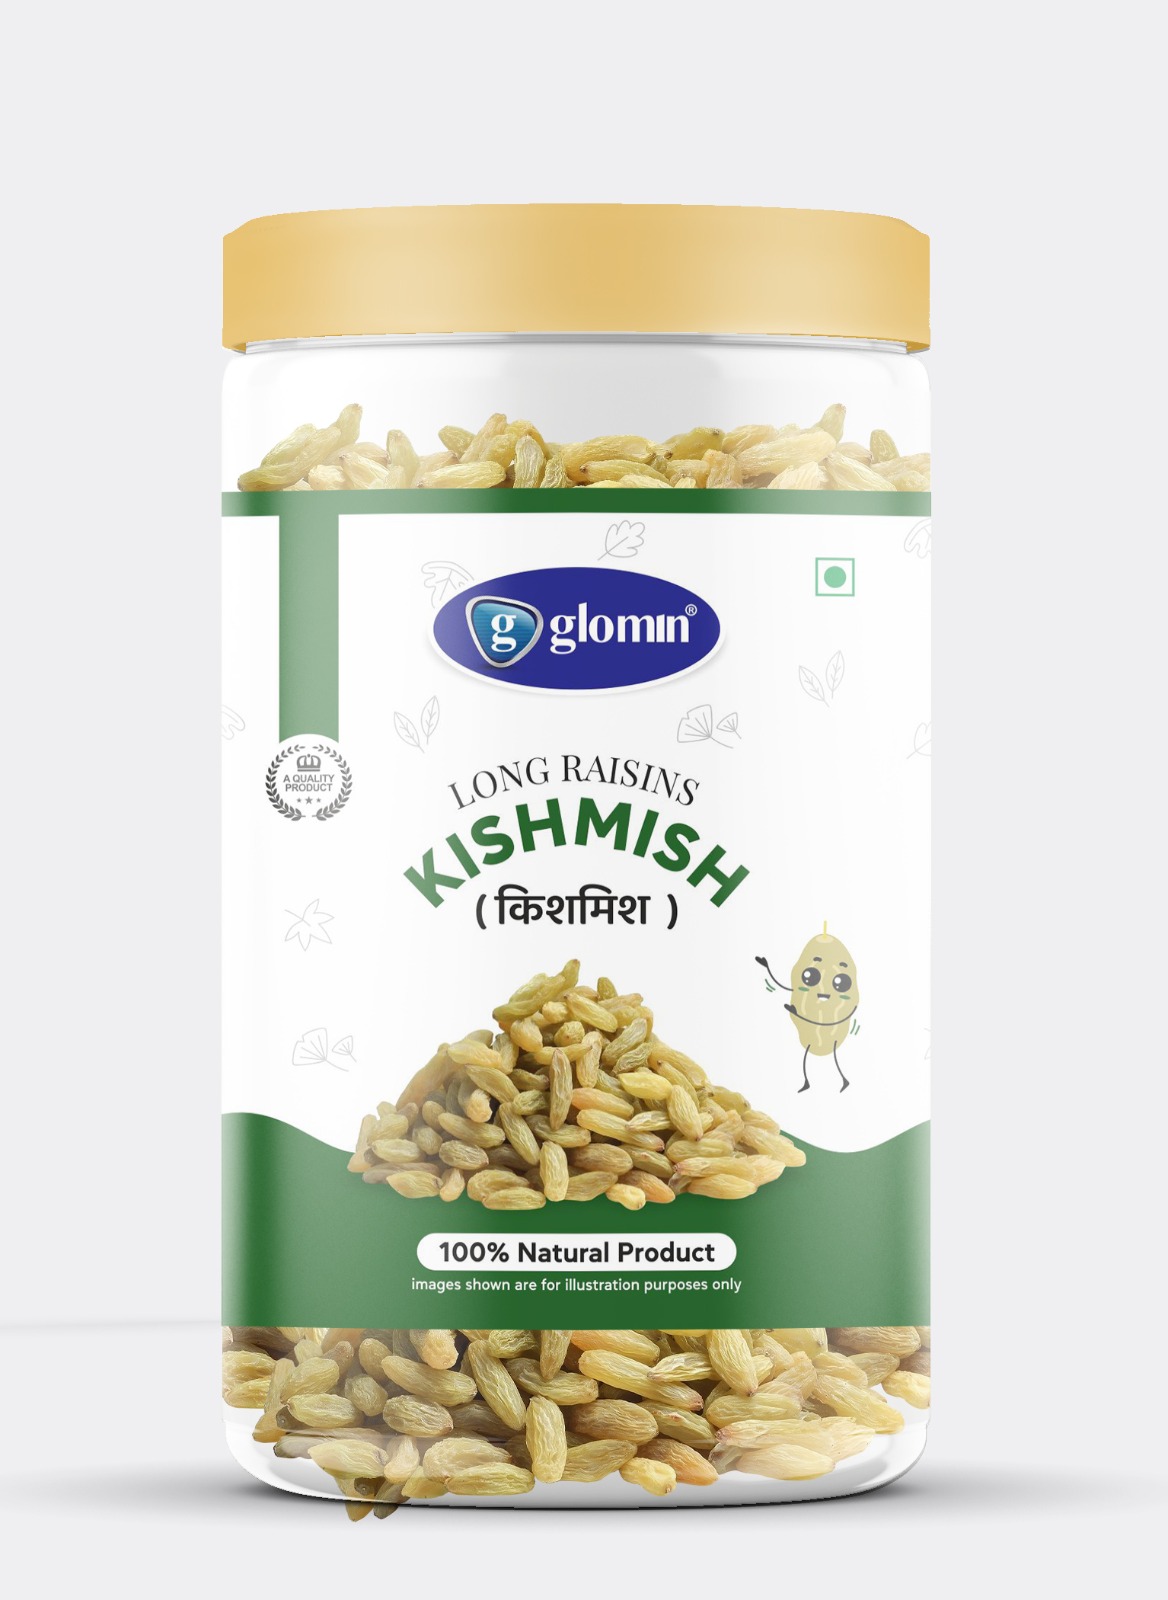 g glomin®
LONG RAISINS
A QUALITY
PRODUCT
KISHMISH
( किशमिश )
100% Natural Product
images shown are for illustration purposes only